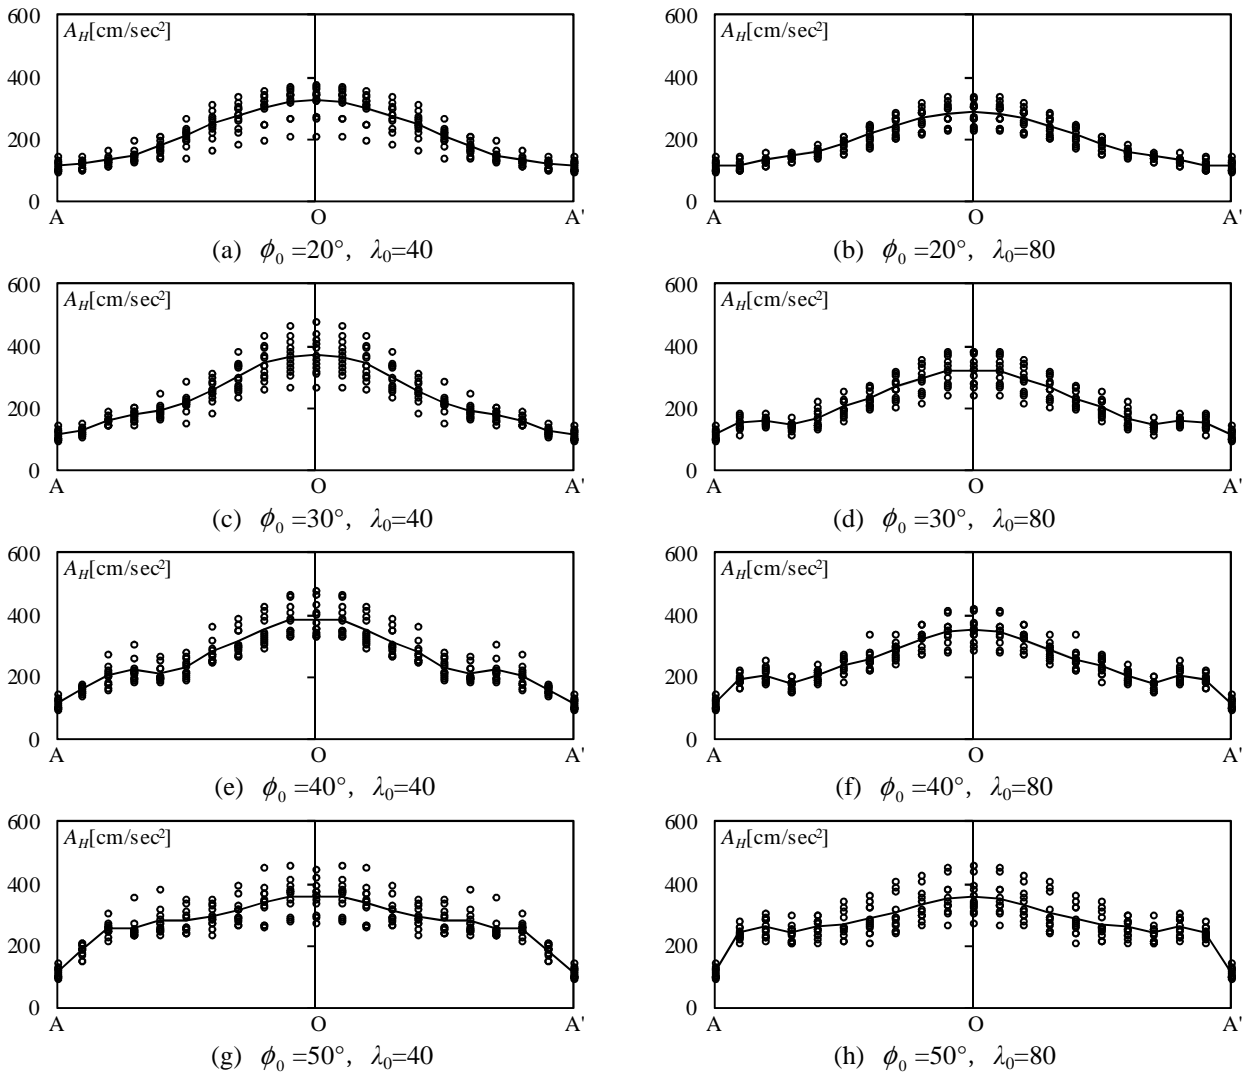 600
A_H[cm/sec²]
400
200
0
A
O
A'
(a) ϕ₀ =20°, λ₀=40
600
A_H[cm/sec²]
400
200
0
A
O
A'
(b) ϕ₀ =20°, λ₀=80
600
A_H[cm/sec²]
400
200
0
A
O
A'
(c) ϕ₀ =30°, λ₀=40
600
A_H[cm/sec²]
400
200
0
A
O
A'
(d) ϕ₀ =30°, λ₀=80
600
A_H[cm/sec²]
400
200
0
A
O
A'
(e) ϕ₀ =40°, λ₀=40
600
A_H[cm/sec²]
400
200
0
A
O
A'
(f) ϕ₀ =40°, λ₀=80
600
A_H[cm/sec²]
400
200
0
A
O
A'
(g) ϕ₀ =50°, λ₀=40
600
A_H[cm/sec²]
400
200
0
A
O
A'
(h) ϕ₀ =50°, λ₀=80